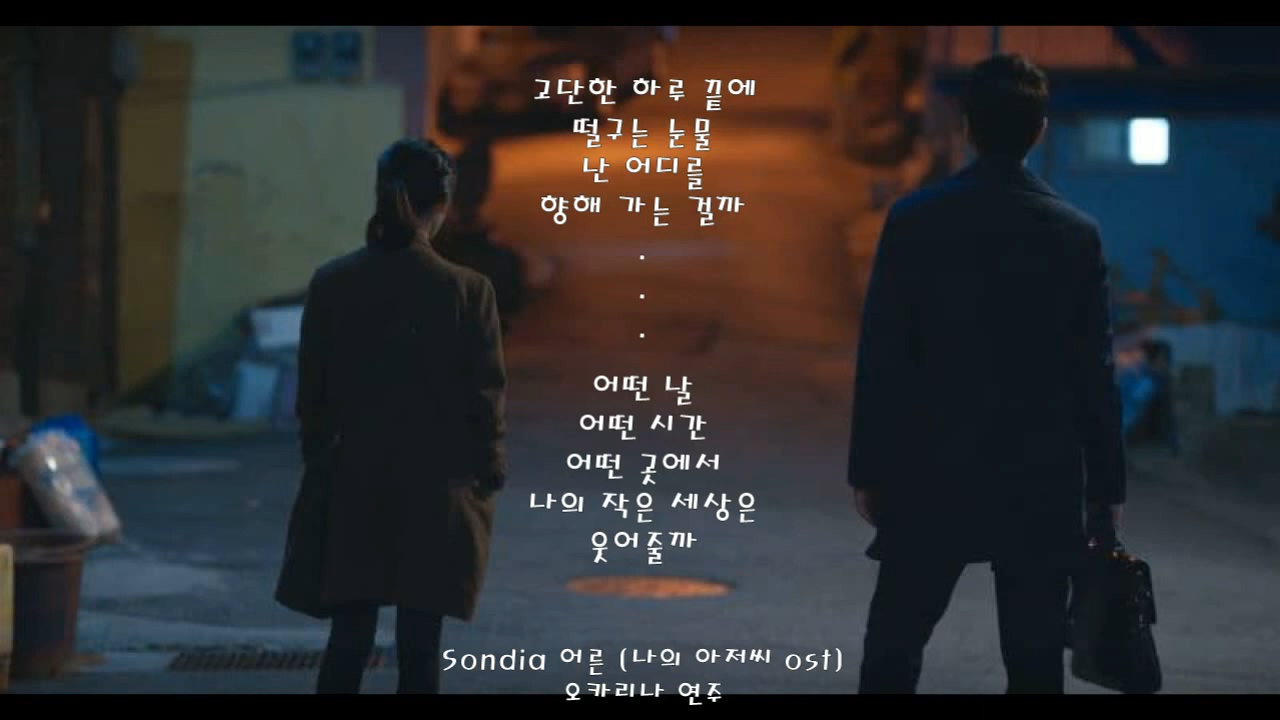 고단한 하루 끝에
떨구는 눈물
난 어디를
향해 가는 걸까
.
.
.
어떤 날
어떤 시간
어떤 곳에서
나의 작은 세상은
웃어줄까
Sondia 어른 (나의 아저씨 ost)
오카리나 연주